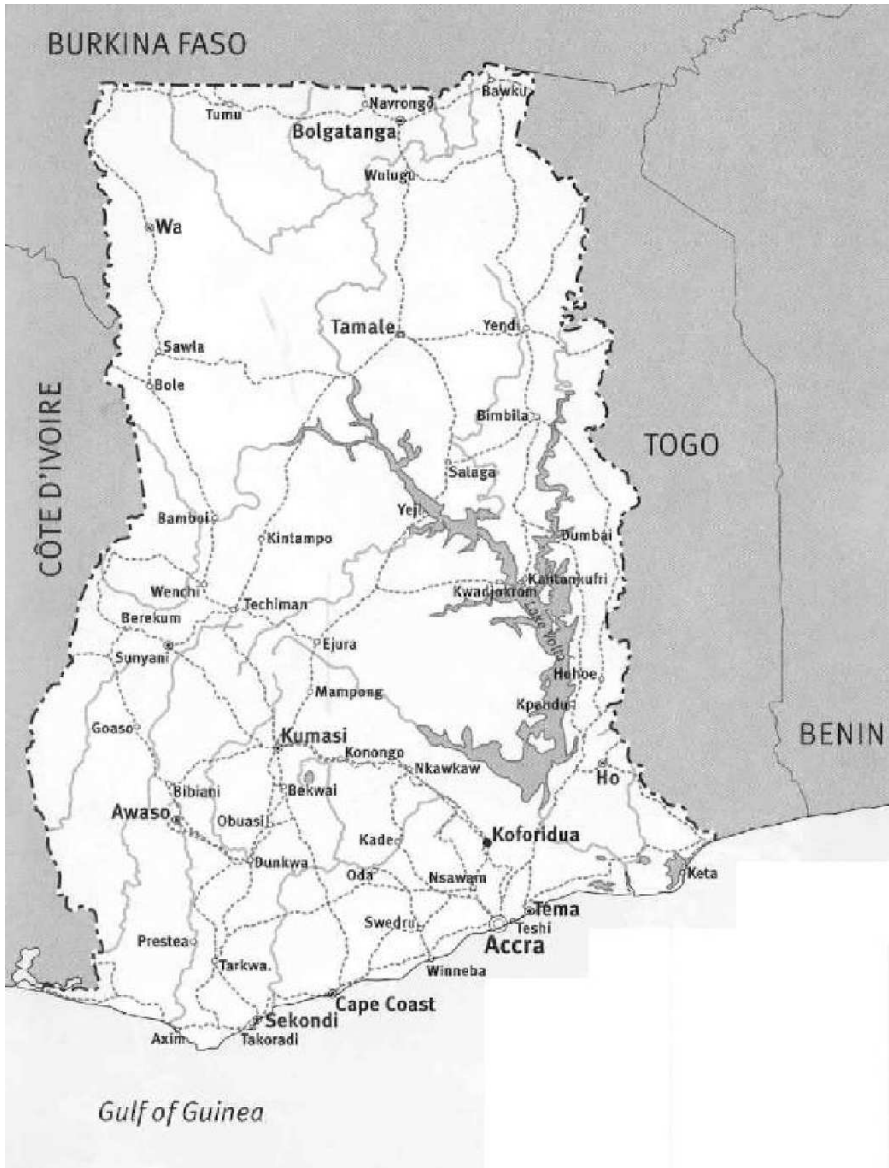 BURKINA FASO
Bawku
Navrongo
Tumu
Bolgatanga
Wulugu
Wa
Tamale
Yendi
Sawla
Bole
CÔTE D'IVOIRE
Bimbila
TOGO
Salaga
Yeji
Bamboi
Kintampo
Dumbai
Kwadjokrom
Wenchi
Techiman
Berekum
Lake Volta
Ejura
Sunyani
Hohoe
Mampong
Kpandu
Goaso
Kumasi
BENIN
Konongo
Nkawkaw
Ho
Bibiani
Bekwai
Awaso
Obuasi
Koforidua
Kade
Dunkwa
Oda
Nsawam
Keta
Tema
Swedru
Teshi
Prestea
Accra
Tarkwa.
Winneba
Cape Coast
Sekondi
Axim
Takoradi
Gulf of Guinea